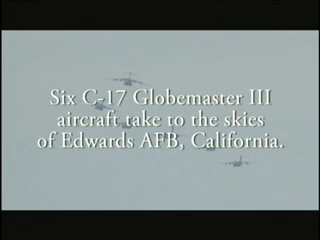 Six C-17 Globemaster III
aircraft take to the skies
of Edwards AFB, California.